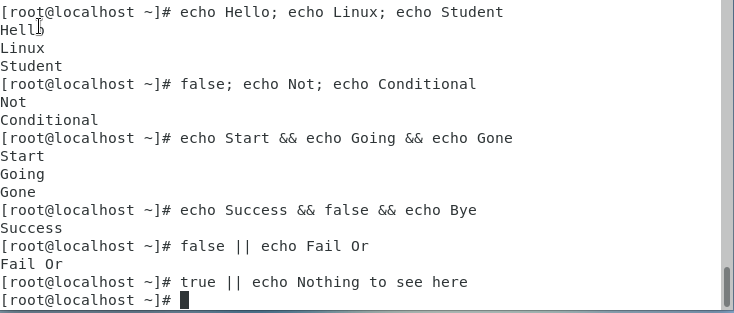 [root@localhost ~]# echo Hello; echo Linux; echo Student
Hello
Linux
Student
[root@localhost ~]# false; echo Not; echo Conditional
Not
Conditional
[root@localhost ~]# echo Start && echo Going && echo Gone
Start
Going
Gone
[root@localhost ~]# echo Success && false && echo Bye
Success
[root@localhost ~]# false || echo Fail Or
Fail Or
[root@localhost ~]# true || echo Nothing to see here
[root@localhost ~]#